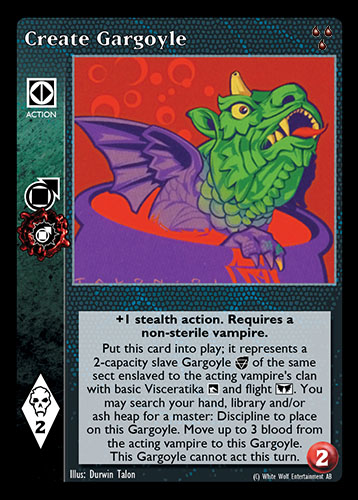 Create Gargoyle
ACTION
+1 stealth action. Requires a
non-sterile vampire.
Put this card into play; it represents a
2-capacity slave Gargoyle of the same
sect enslaved to the acting vampire's clan
with basic Visceratika and flight. You
may search your hand, library and/or
ash heap for a master: Discipline to place
on this Gargoyle. Move up to 3 blood from
the acting vampire to this Gargoyle.
This Gargoyle cannot act this turn.
2
2
Illus: Durwin Talon
(C) White Wolf Entertainment AB